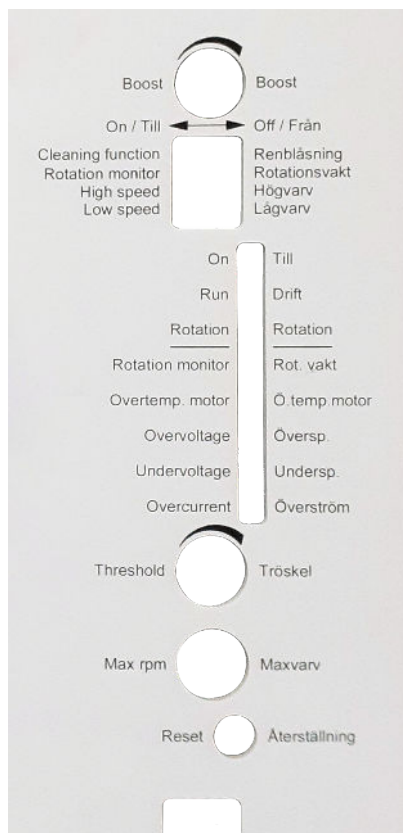 Boost Boost
On / Till Off / Från
Cleaning function Renblåsning
Rotation monitor Rotationsvakt
High speed Högvarv
Low speed Lågvarv
On Till
Run Drift
Rotation Rotation
Rotation monitor Rot. vakt
Overtemp. motor Ö.temp.motor
Overvoltage Översp.
Undervoltage Undersp.
Overcurrent Överström
Threshold Tröskel
Max rpm Maxvarv
Reset Återställning